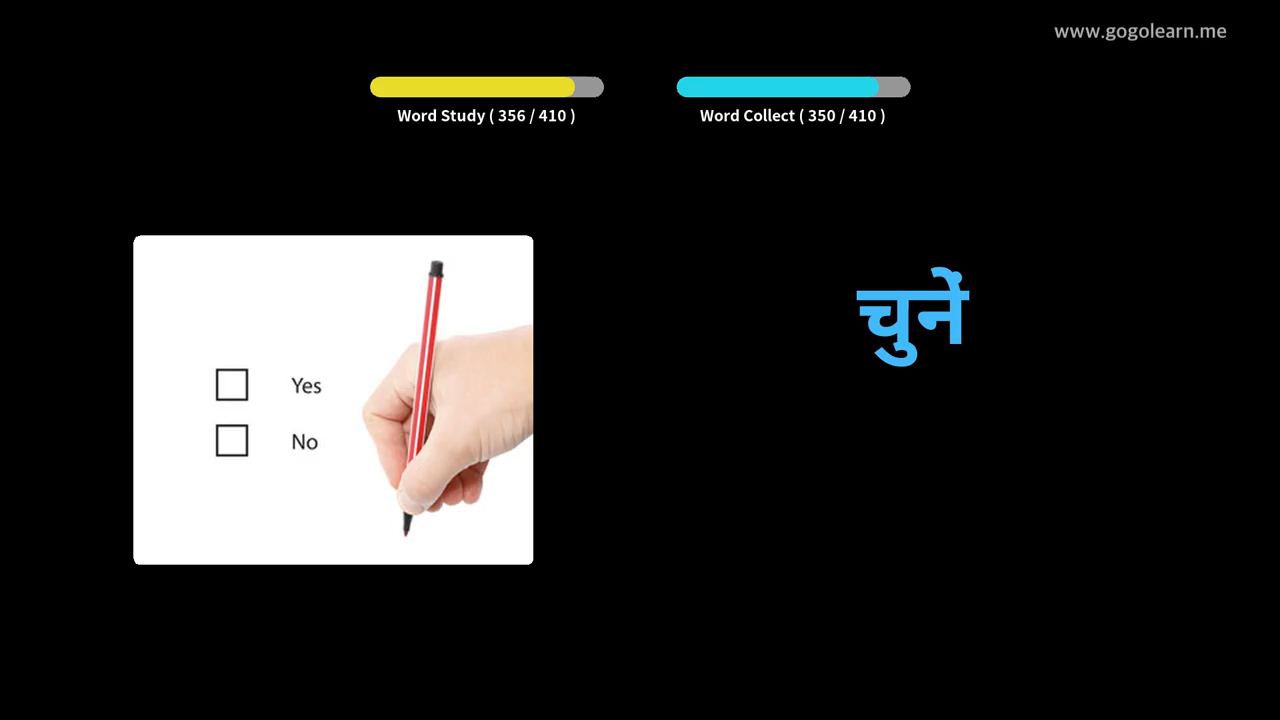 www.gogolearn.me
Word Study ( 356 / 410 )
Word Collect ( 350 / 410 )
चुनें
Yes
No